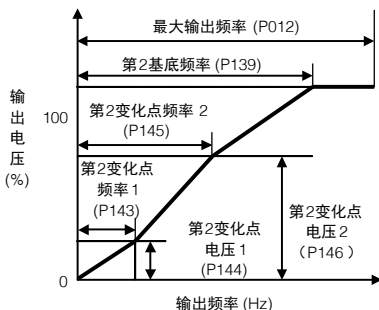 最大输出频率 (P012)
第2基底频率 (P139)
输出电压(%)
100
第2变化点频率 2
(P145)
第2变化点
频率 1
(P143)
第2变化点
电压 1
(P144)
第2变化点
电压 2
（P146）
0
输出频率 (Hz)